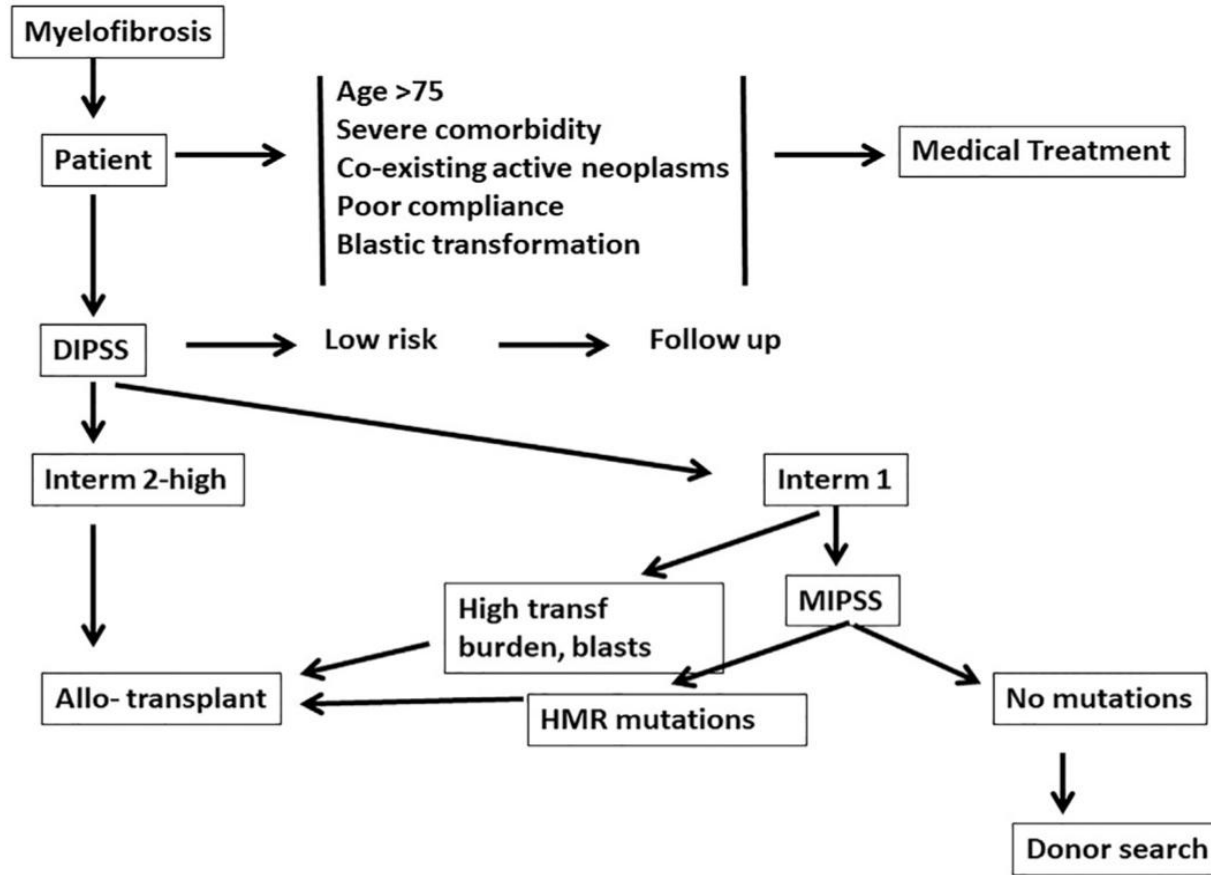 Myelofibrosis
Age >75
Severe comorbidity
Patient
Co-existing active neoplasms
Medical Treatment
Poor compliance
Blastic transformation
DIPSS
Low risk
Follow up
Interm 2-high
Interm 1
High transf
burden, blasts
MIPSS
Allo- transplant
HMR mutations
No mutations
Donor search